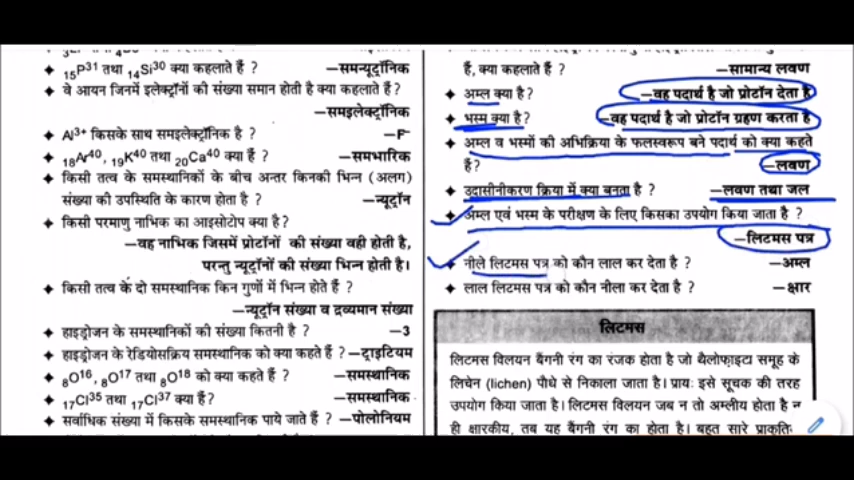 ✦ ₁₅P³¹ तथा ₁₄Si³⁰ क्या कहलाते हैं ? –समन्यूट्रॉनिक
✦ वे आयन जिनमें इलेक्ट्रॉनों की संख्या समान होती है क्या कहलाते हैं ?
–समइलेक्ट्रॉनिक
✦ Al³⁺ किसके साथ समइलेक्ट्रॉनिक है ? –F⁻
✦ ₁₈Ar⁴⁰, ₁₉K⁴⁰ तथा ₂₀Ca⁴⁰ क्या हैं ? –समभारिक
✦ किसी तत्व के समस्थानिकों के बीच अन्तर किनकी भिन्न (अलग)
संख्या की उपस्थिति के कारण होता है ? –न्यूट्रॉन
✦ किसी परमाणु नाभिक का आइसोटोप क्या है?
–वह नाभिक जिसमें प्रोटॉनों की संख्या वही होती है,
परन्तु न्यूट्रॉनों की संख्या भिन्न होती है।
✦ किसी तत्व के दो समस्थानिक किन गुणों में भिन्न होते हैं ?
–न्यूट्रॉन संख्या व द्रव्यमान संख्या
✦ हाइड्रोजन के समस्थानिकों की संख्या कितनी है ? –3
✦ हाइड्रोजन के रेडियोसक्रिय समस्थानिक को क्या कहते हैं ? –ट्राइटियम
✦ ₈O¹⁶, ₈O¹⁷ तथा ₈O¹⁸ को क्या कहते हैं ? –समस्थानिक
✦ ₁₇Cl³⁵ तथा ₁₇Cl³⁷ क्या हैं? –समस्थानिक
✦ सर्वाधिक संख्या में किसके समस्थानिक पाये जाते हैं ? –पोलोनियम
हैं, क्या कहलाते हैं ? –सामान्य लवण
✦ अम्ल क्या है? –वह पदार्थ है जो प्रोटॉन देता है
✦ भस्म क्या है? –वह पदार्थ है जो प्रोटॉन ग्रहण करता है
✦ अम्ल व भस्मों की अभिक्रिया के फलस्वरूप बने पदार्थ को क्या कहते
हैं? –लवण
✦ उदासीनीकरण क्रिया में क्या बनता है ? –लवण तथा जल
✦ अम्ल एवं भस्म के परीक्षण के लिए किसका उपयोग किया जाता है ?
–लिटमस पत्र
✦ नीले लिटमस पत्र को कौन लाल कर देता है ? –अम्ल
✦ लाल लिटमस पत्र को कौन नीला कर देता है ? –क्षार
लिटमस
लिटमस विलयन बैंगनी रंग का रंजक होता है जो थैलोफ़ाइटा समूह के
लिचेन (lichen) पौधे से निकाला जाता है। प्रायः इसे सूचक की तरह
उपयोग किया जाता है। लिटमस विलयन जब न तो अम्लीय होता है न
ही क्षारकीय, तब यह बैंगनी रंग का होता है। बहुत सारे